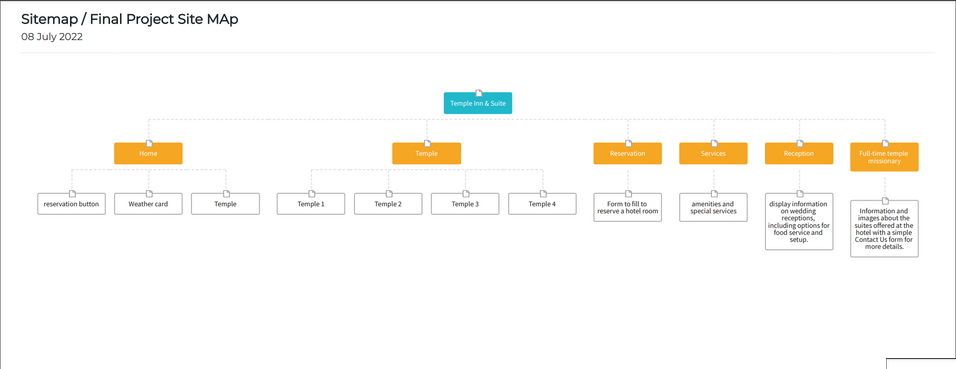 Sitemap / Final Project Site MAp
08 July 2022
Temple Inn & Suite
Home
Temple
Reservation
Services
Reception
Full-time temple
missionary
reservation button
Weather card
Temple
Temple 1
Temple 2
Temple 3
Temple 4
Form to fill to
reserve a hotel room
amenities and
special services
display information
on wedding
receptions,
including options for
food service and
setup.
Information and
images about the
suites offered at the
hotel with a simple
Contact Us form for
more details.